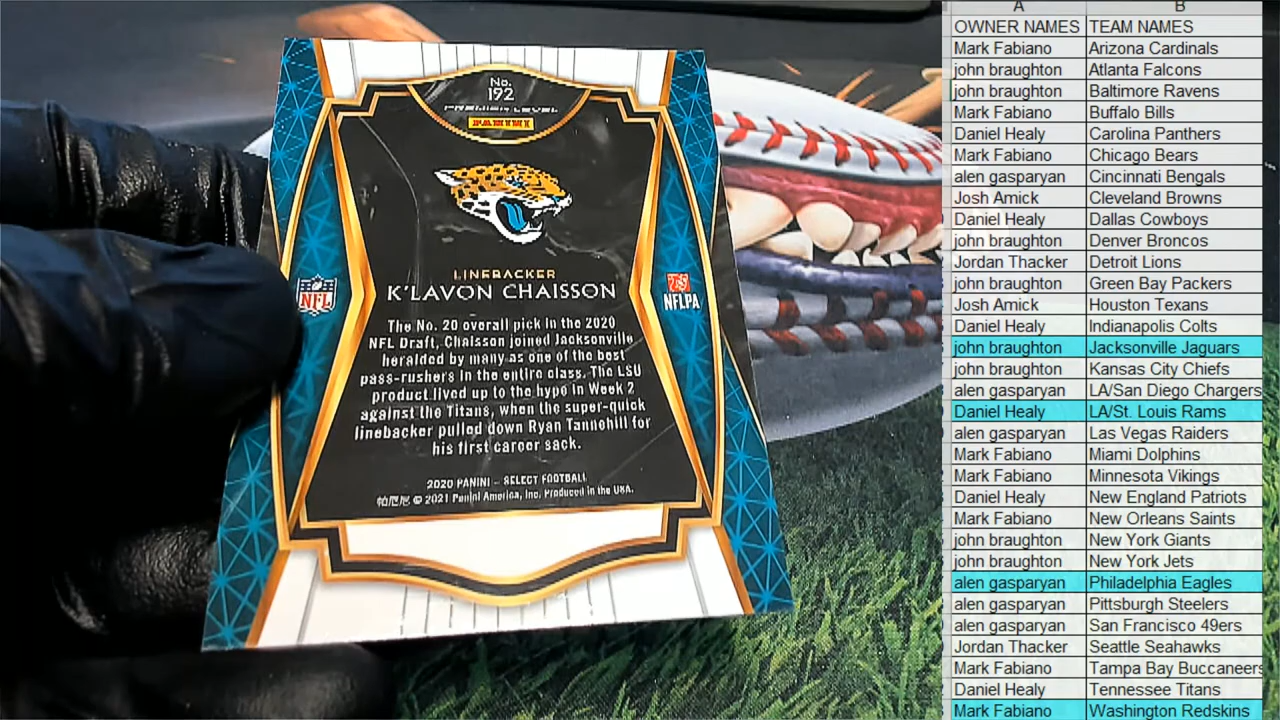 No.
192
PREMIER LEVEL
PANINI
LINEBACKER
K'LAVON CHAISSON
The No. 20 overall pick in the 2020
NFL Draft, Chaisson joined Jacksonville
heralded by many as one of the best
pass-rushers in the entire class. The LSU
product lived up to the hype in Week 2
against the Titans, when the super-quick
linebacker pulled down Ryan Tannehill for
his first career sack.
2020 PANINI – SELECT FOOTBALL
帕尼尼 © 2021 Panini America, Inc. Produced in the USA.
NFL
NFLPA
A B
OWNER NAMES TEAM NAMES
Mark Fabiano Arizona Cardinals
john braughton Atlanta Falcons
john braughton Baltimore Ravens
Mark Fabiano Buffalo Bills
Daniel Healy Carolina Panthers
Mark Fabiano Chicago Bears
alen gasparyan Cincinnati Bengals
Josh Amick Cleveland Browns
Daniel Healy Dallas Cowboys
john braughton Denver Broncos
Jordan Thacker Detroit Lions
john braughton Green Bay Packers
Josh Amick Houston Texans
Daniel Healy Indianapolis Colts
john braughton Jacksonville Jaguars
john braughton Kansas City Chiefs
alen gasparyan LA/San Diego Chargers
Daniel Healy LA/St. Louis Rams
alen gasparyan Las Vegas Raiders
Mark Fabiano Miami Dolphins
Mark Fabiano Minnesota Vikings
Daniel Healy New England Patriots
Mark Fabiano New Orleans Saints
john braughton New York Giants
john braughton New York Jets
alen gasparyan Philadelphia Eagles
alen gasparyan Pittsburgh Steelers
alen gasparyan San Francisco 49ers
Jordan Thacker Seattle Seahawks
Mark Fabiano Tampa Bay Buccaneers
Daniel Healy Tennessee Titans
Mark Fabiano Washington Redskins